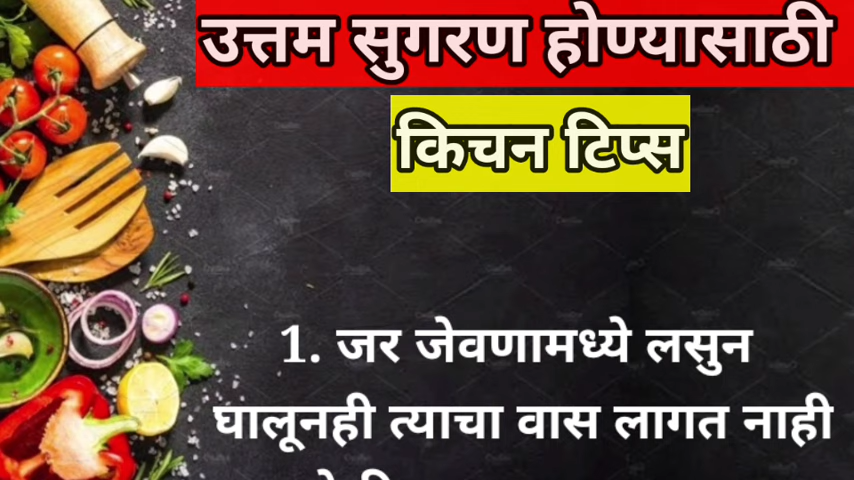 उत्तम सुगरण होण्यासाठी
किचन टिप्स
1. जर जेवणामध्ये लसुन
घालूनही त्याचा वास लागत नाही